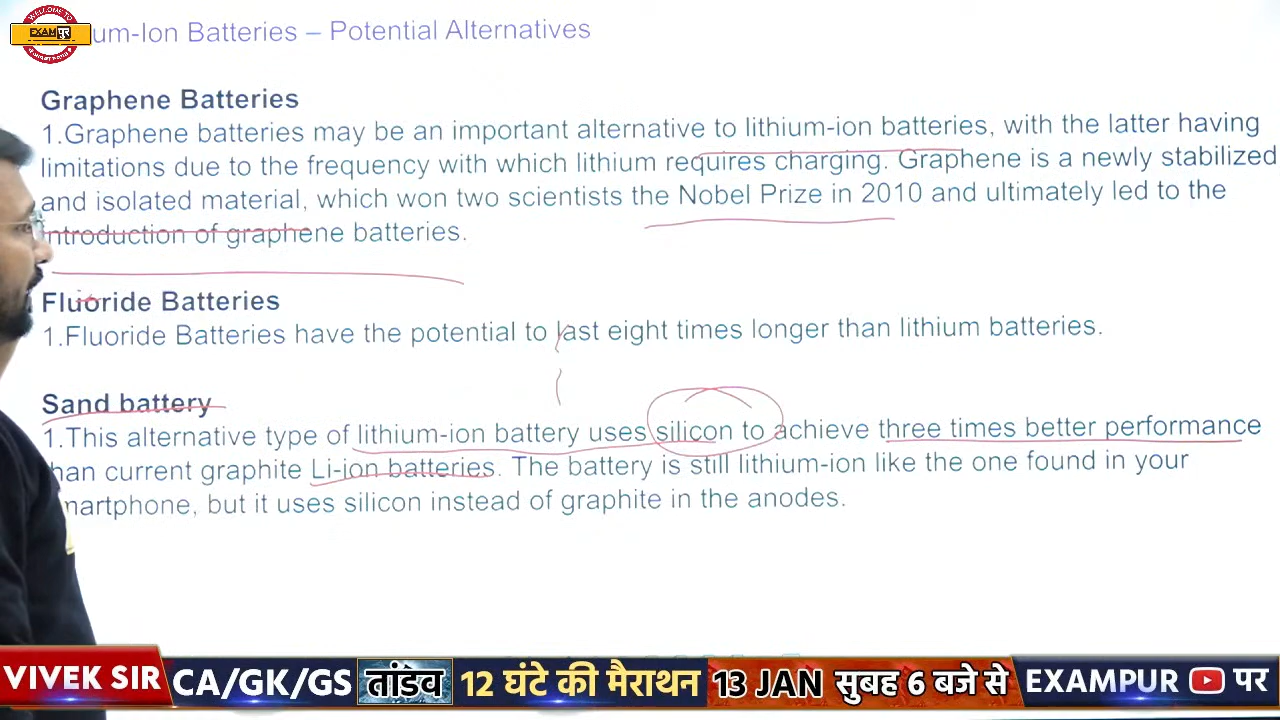 WELCOME TO
EXAM पुर
um-Ion Batteries – Potential Alternatives
Graphene Batteries
1.Graphene batteries may be an important alternative to lithium-ion batteries, with the latter having
limitations due to the frequency with which lithium requires charging. Graphene is a newly stabilized
and isolated material, which won two scientists the Nobel Prize in 2010 and ultimately led to the
introduction of graphene batteries.
Fluoride Batteries
1.Fluoride Batteries have the potential to last eight times longer than lithium batteries.
Sand battery
1.This alternative type of lithium-ion battery uses silicon to achieve three times better performance
han current graphite Li-ion batteries. The battery is still lithium-ion like the one found in your
martphone, but it uses silicon instead of graphite in the anodes.
VIVEK SIR CA/GK/GS तांडव 12 घंटे की मैराथन 13 JAN सुबह 6 बजे से EXAMPUR पर